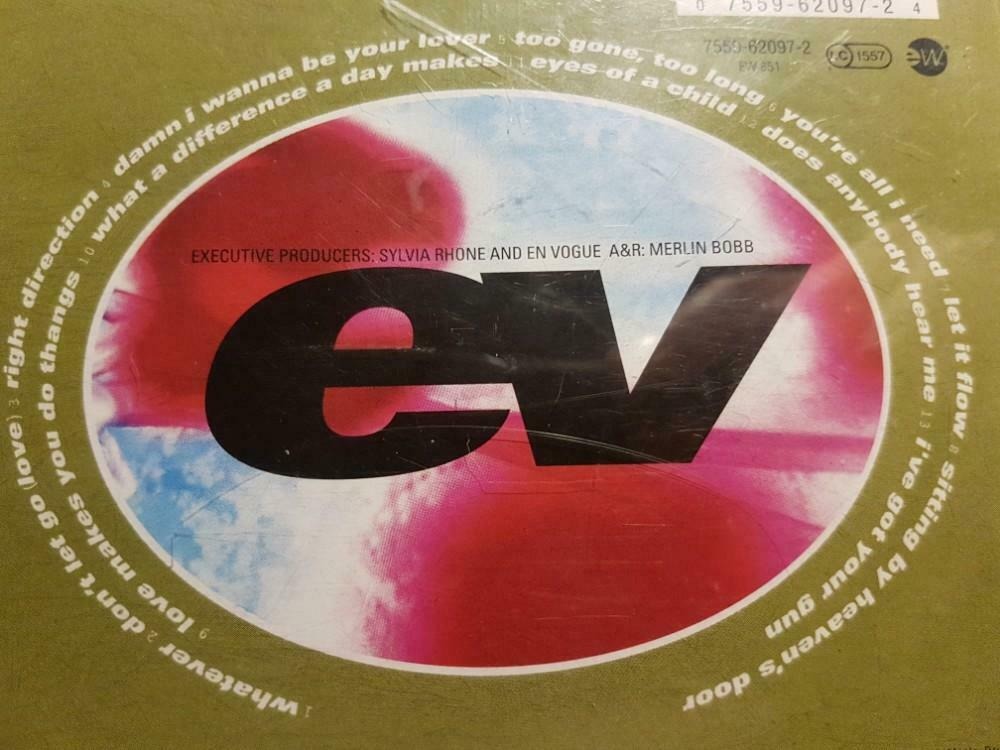 0 7559-62097-2 4
7559-62097-2
EW 851
LC 1557
EW
1 whatever 2 don't let go (love) 3 right direction 4 damn i wanna be your lover 5 too gone, too long 6 you're all i need 7 let it flow 8 sitting by heaven's door
9 love makes you do thangs 10 what a difference a day makes 11 eyes of a child 12 does anybody hear me 13 i've got your gun
EXECUTIVE PRODUCERS: SYLVIA RHONE AND EN VOGUE A&R: MERLIN BOBB
ev